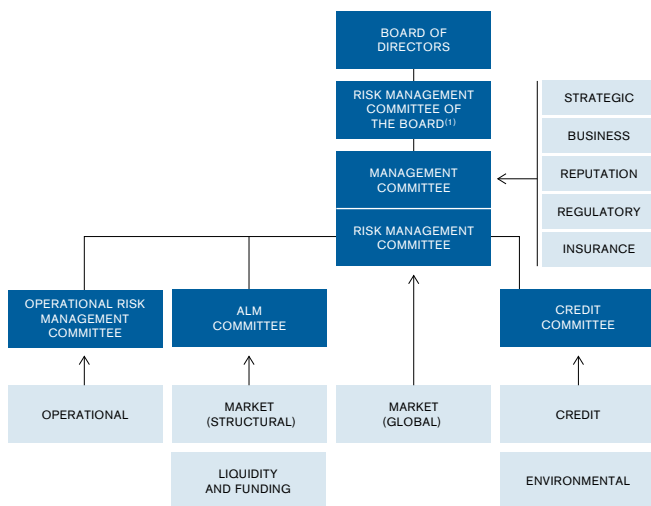 BOARD OF
DIRECTORS
RISK MANAGEMENT
COMMITTEE OF
THE BOARD(1)
STRATEGIC
BUSINESS
MANAGEMENT
COMMITTEE
REPUTATION
REGULATORY
RISK MANAGEMENT
COMMITTEE
INSURANCE
OPERATIONAL RISK
MANAGEMENT
COMMITTEE
ALM
COMMITTEE
CREDIT
COMMITTEE
OPERATIONAL
MARKET
(STRUCTURAL)
MARKET
(GLOBAL)
CREDIT
LIQUIDITY
AND FUNDING
ENVIRONMENTAL